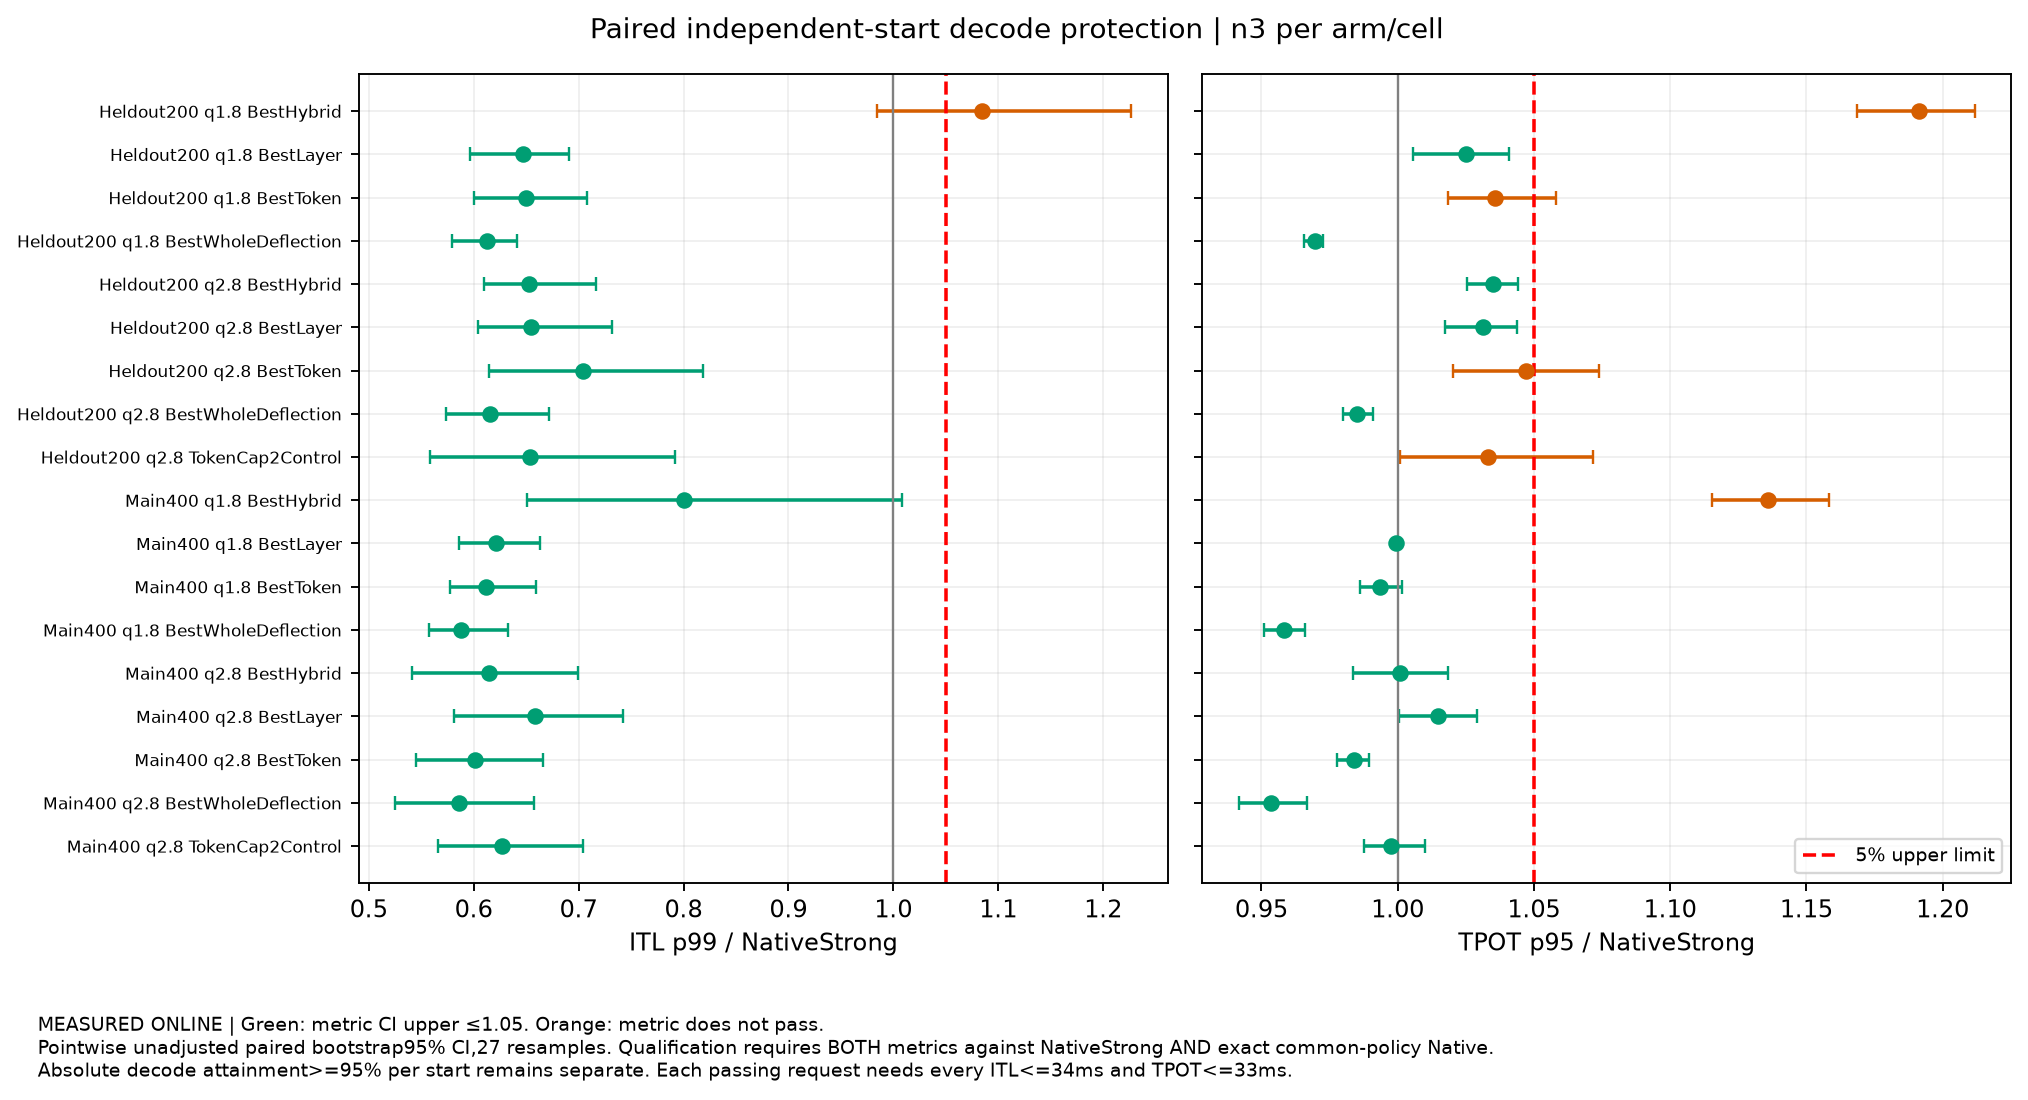 Paired independent-start decode protection | n3 per arm/cell
Heldout200 q1.8 BestHybrid
Heldout200 q1.8 BestLayer
Heldout200 q1.8 BestToken
Heldout200 q1.8 BestWholeDeflection
Heldout200 q2.8 BestHybrid
Heldout200 q2.8 BestLayer
Heldout200 q2.8 BestToken
Heldout200 q2.8 BestWholeDeflection
Heldout200 q2.8 TokenCap2Control
Main400 q1.8 BestHybrid
Main400 q1.8 BestLayer
Main400 q1.8 BestToken
Main400 q1.8 BestWholeDeflection
Main400 q2.8 BestHybrid
Main400 q2.8 BestLayer
Main400 q2.8 BestToken
Main400 q2.8 BestWholeDeflection
Main400 q2.8 TokenCap2Control
0.5 0.6 0.7 0.8 0.9 1.0 1.1 1.2
ITL p99 / NativeStrong
5% upper limit
0.95 1.00 1.05 1.10 1.15 1.20
TPOT p95 / NativeStrong
MEASURED ONLINE | Green: metric CI upper ≤1.05. Orange: metric does not pass.
Pointwise unadjusted paired bootstrap95% CI,27 resamples. Qualification requires BOTH metrics against NativeStrong AND exact common-policy Native.
Absolute decode attainment>=95% per start remains separate. Each passing request needs every ITL<=34ms and TPOT<=33ms.